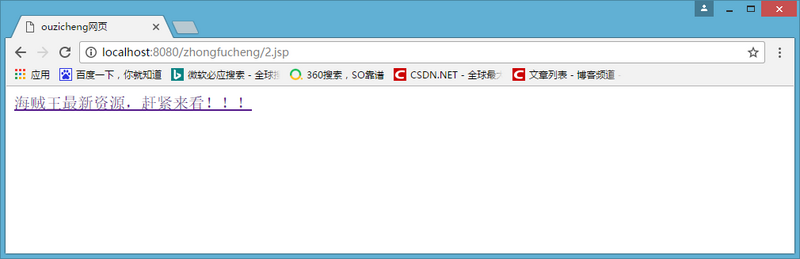 ouzicheng网页
localhost:8080/zhongfucheng/2.jsp
应用 百度一下,你就知道 微软必应搜索 - 全球 360搜索,SO靠谱 CSDN.NET - 全球最 文章列表 - 博客频道 -
海贼王最新资源,赶紧来看!!!